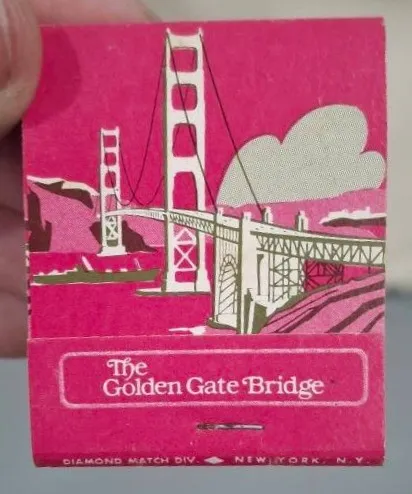 The
Golden Gate Bridge
DIAMOND MATCH DIV. NEW YORK, N.Y.